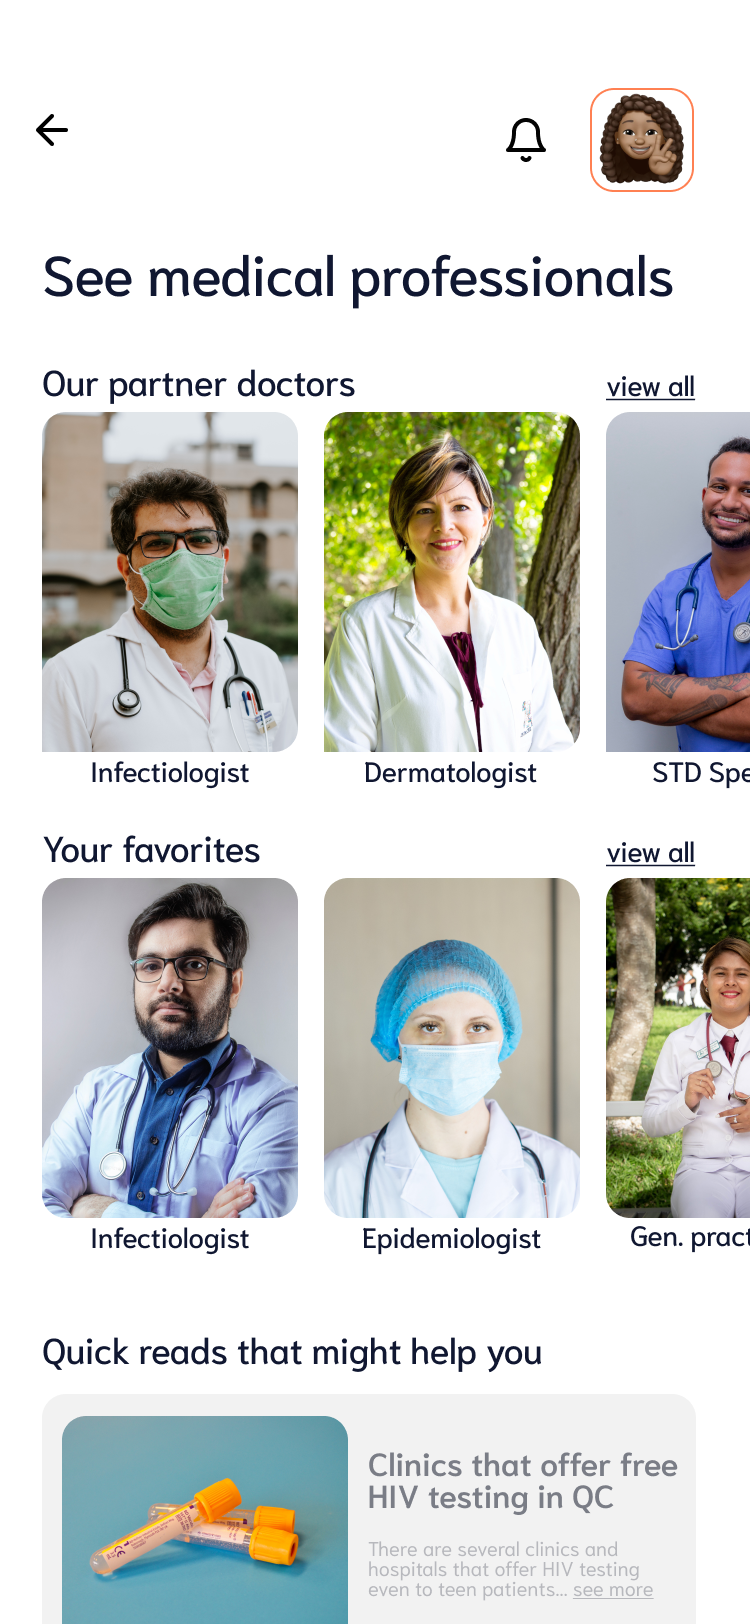 See medical professionals
Our partner doctors
view all
Infectiologist
Dermatologist
STD Spe
Your favorites
view all
Infectiologist
Epidemiologist
Gen. pract
Quick reads that might help you
Clinics that offer free
HIV testing in QC
There are several clinics and
hospitals that offer HIV testing
even to teen patients... see more